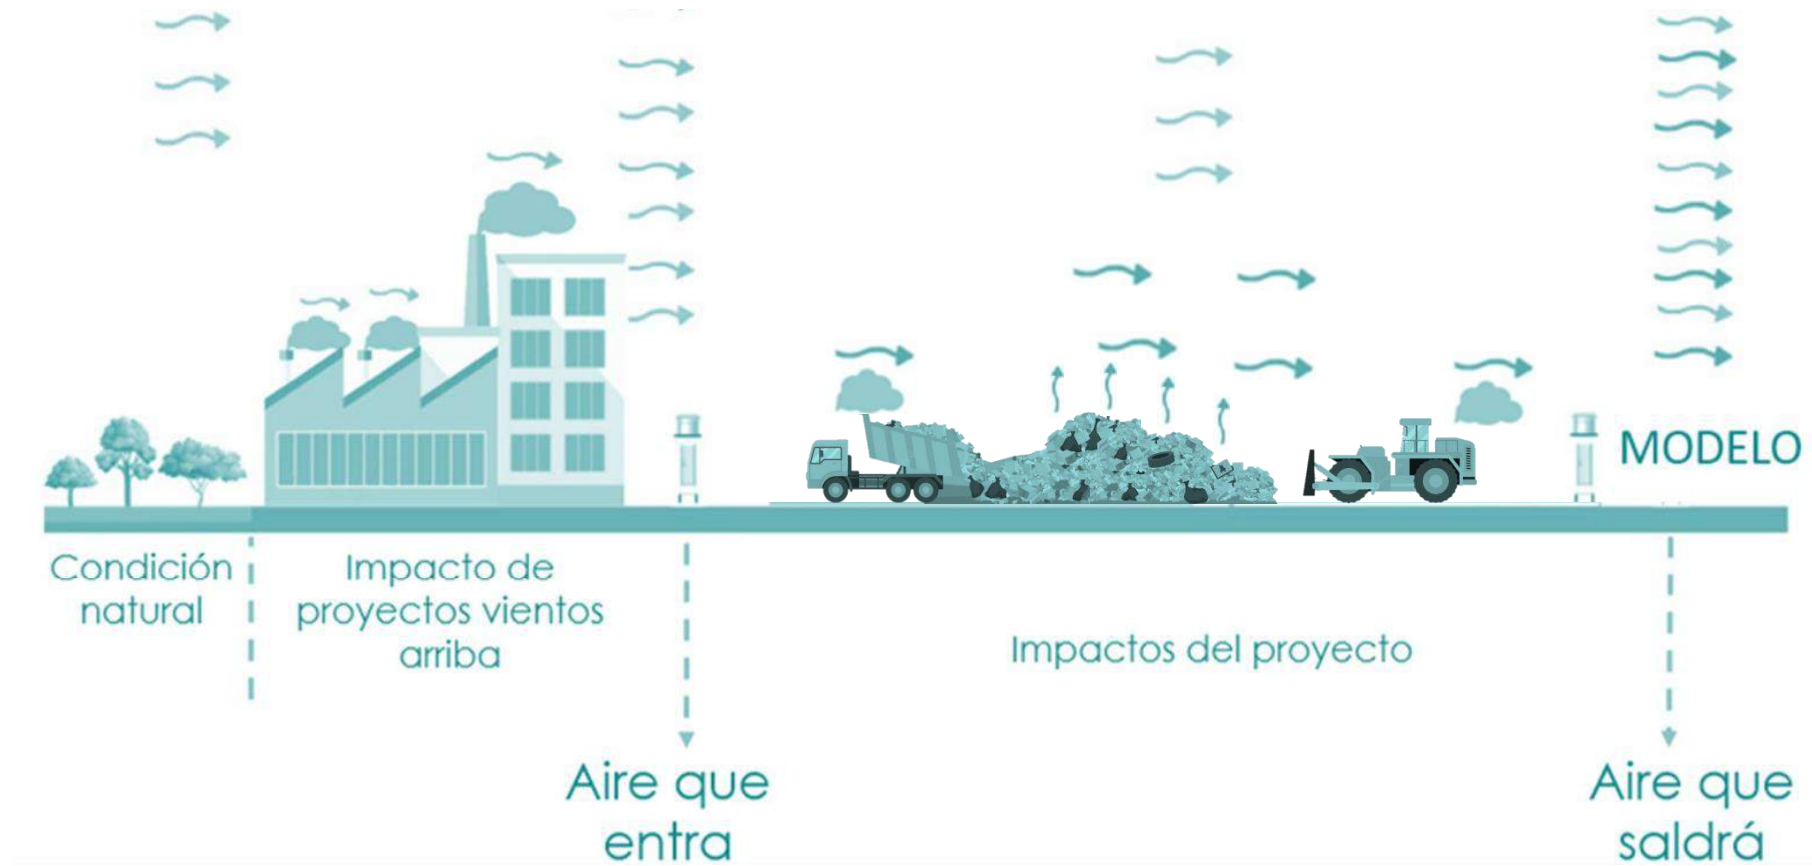 MODELO
Condición
natural
Impacto de
proyectos vientos
arriba
Impactos del proyecto
Aire que
entra
Aire que
saldrá